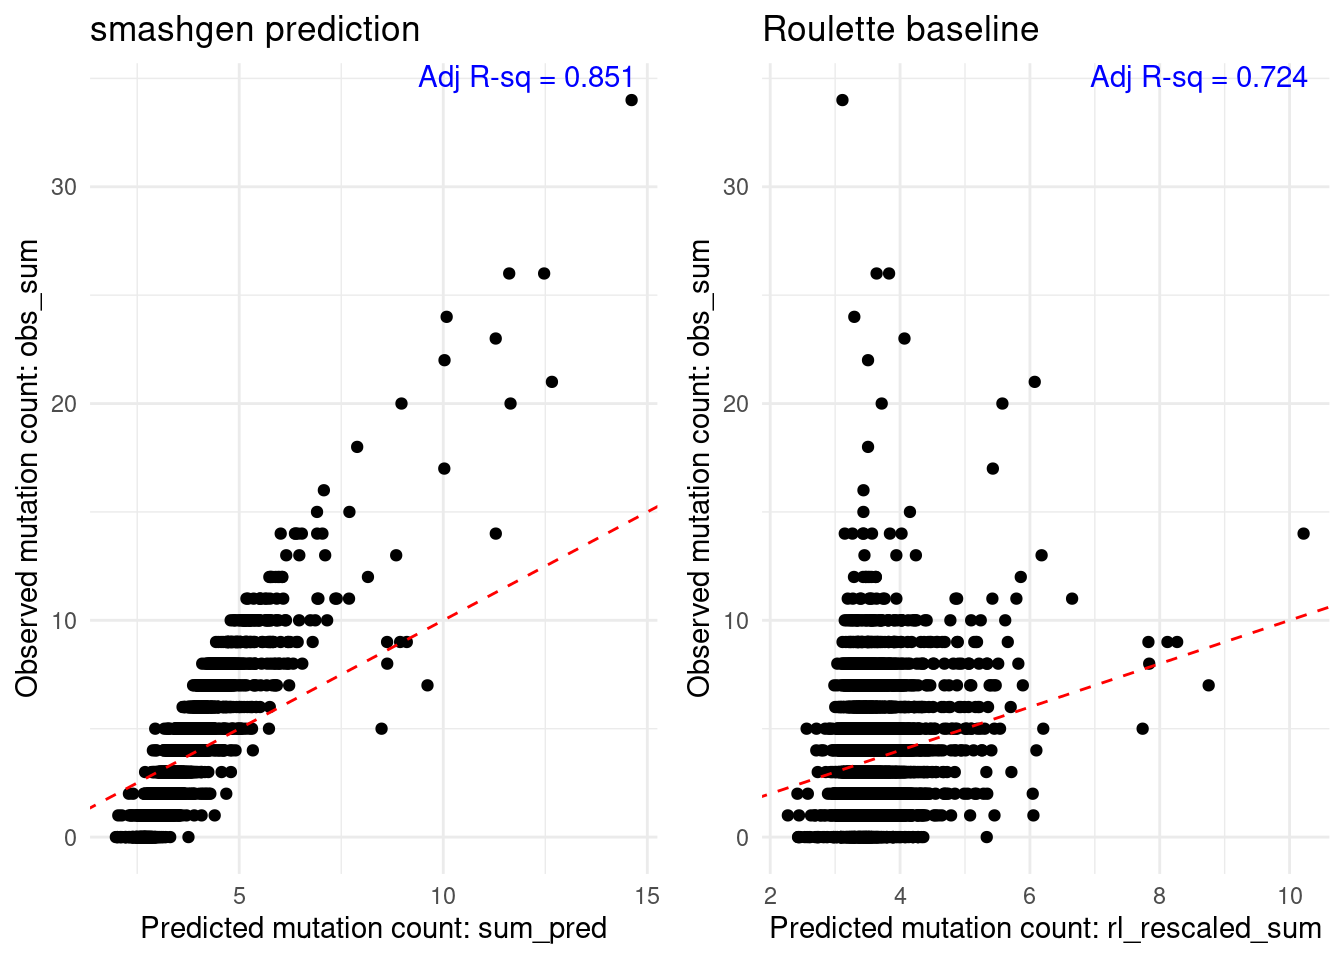 smashgen prediction
Adj R-sq = 0.851
30
20
10
0
5
10
15
Observed mutation count: obs_sum
Predicted mutation count: sum_pred
Roulette baseline
Adj R-sq = 0.724
30
20
10
0
2
4
6
8
10
Observed mutation count: obs_sum
Predicted mutation count: rl_rescaled_sum